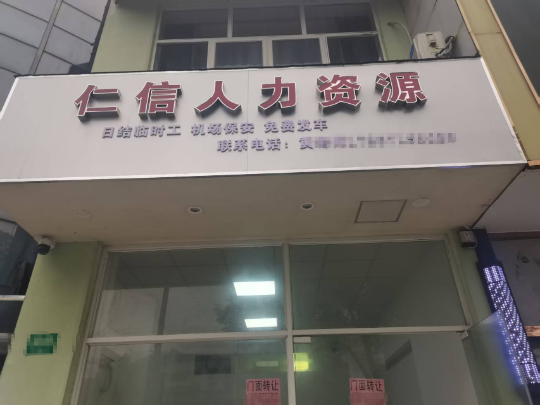 仁信人力资源
日结临时工 机场保安 免费发车
联系电话：
门面转让
门面转让